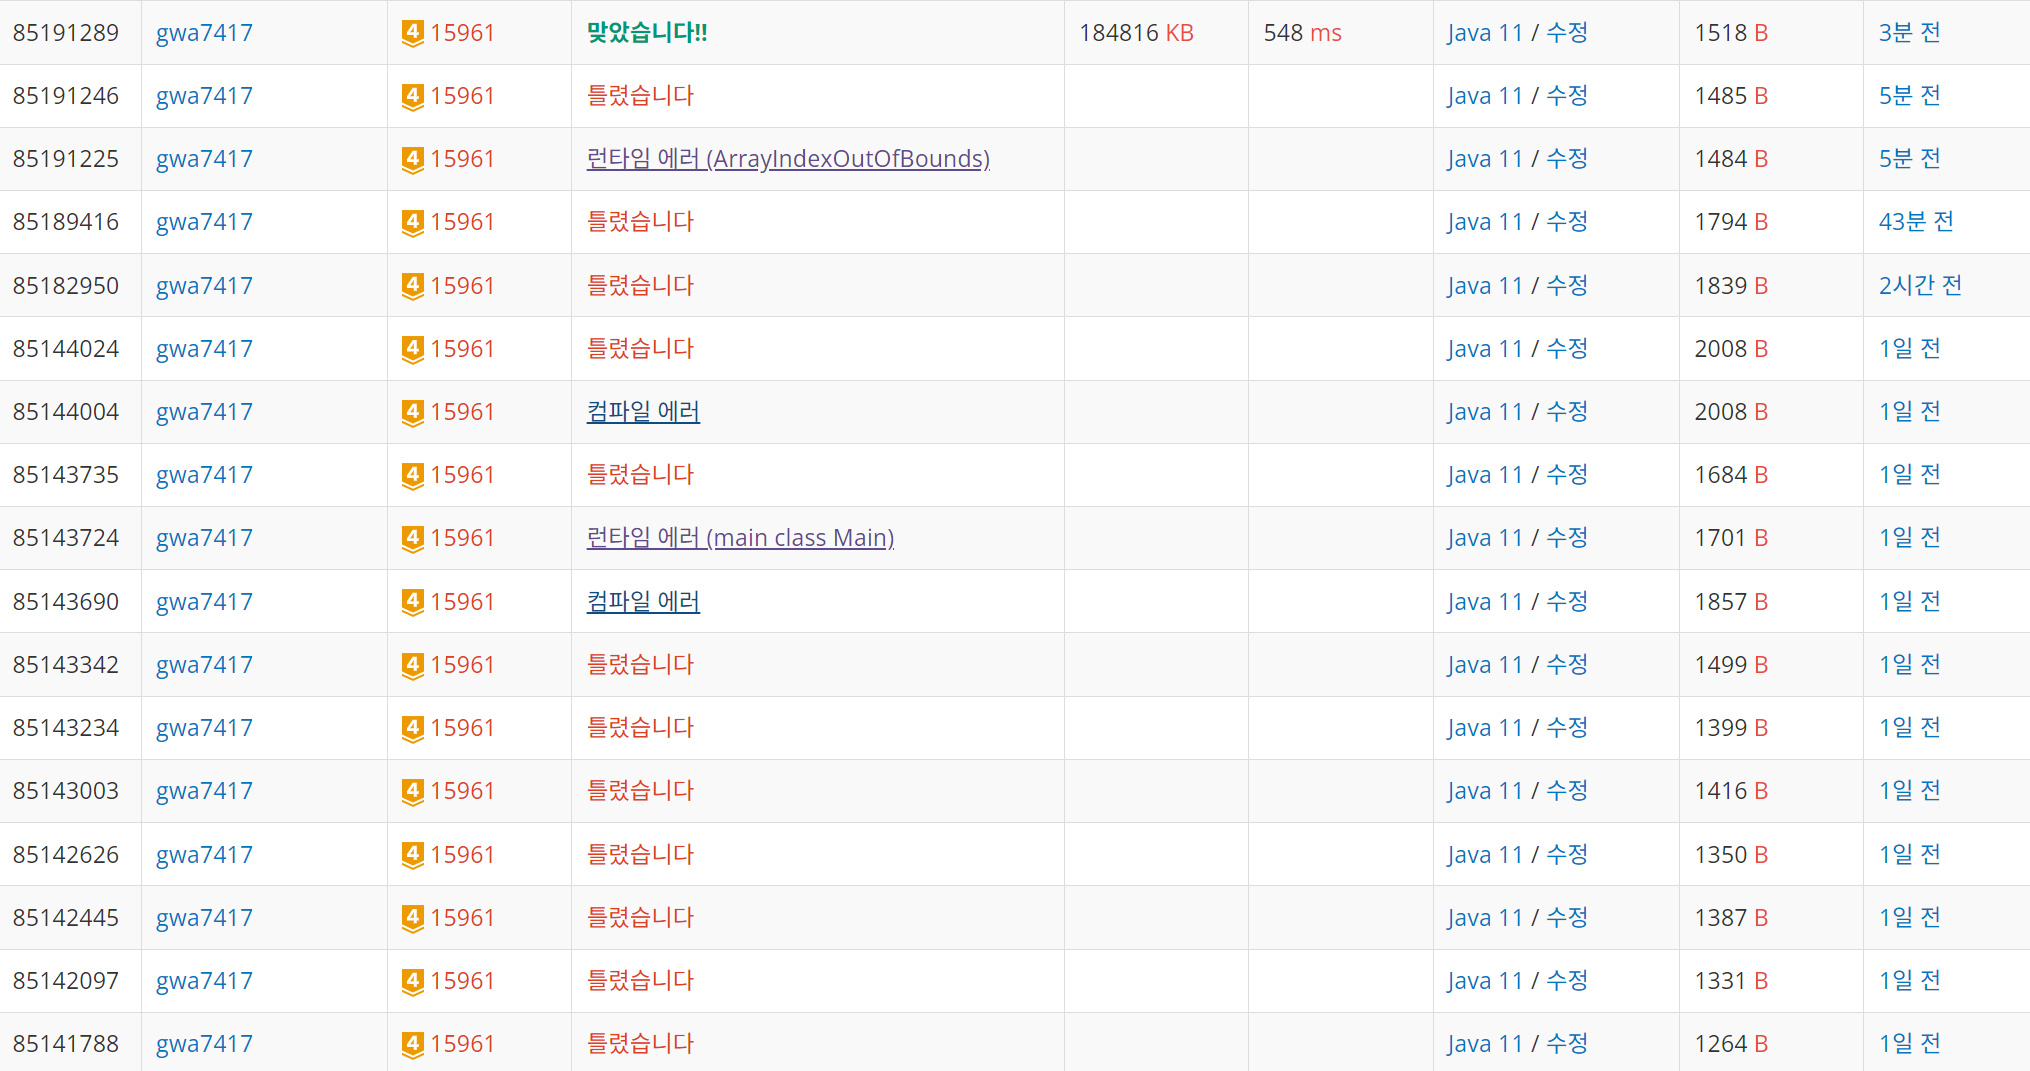 85191289 gwa7417 4 15961 맞았습니다!! 184816 KB 548 ms Java 11 / 수정 1518 B 3분 전
85191246 gwa7417 4 15961 틀렸습니다 Java 11 / 수정 1485 B 5분 전
85191225 gwa7417 4 15961 런타임 에러 (ArrayIndexOutOfBounds) Java 11 / 수정 1484 B 5분 전
85189416 gwa7417 4 15961 틀렸습니다 Java 11 / 수정 1794 B 43분 전
85182950 gwa7417 4 15961 틀렸습니다 Java 11 / 수정 1839 B 2시간 전
85144024 gwa7417 4 15961 틀렸습니다 Java 11 / 수정 2008 B 1일 전
85144004 gwa7417 4 15961 컴파일 에러 Java 11 / 수정 2008 B 1일 전
85143735 gwa7417 4 15961 틀렸습니다 Java 11 / 수정 1684 B 1일 전
85143724 gwa7417 4 15961 런타임 에러 (main class Main) Java 11 / 수정 1701 B 1일 전
85143690 gwa7417 4 15961 컴파일 에러 Java 11 / 수정 1857 B 1일 전
85143342 gwa7417 4 15961 틀렸습니다 Java 11 / 수정 1499 B 1일 전
85143234 gwa7417 4 15961 틀렸습니다 Java 11 / 수정 1399 B 1일 전
85143003 gwa7417 4 15961 틀렸습니다 Java 11 / 수정 1416 B 1일 전
85142626 gwa7417 4 15961 틀렸습니다 Java 11 / 수정 1350 B 1일 전
85142445 gwa7417 4 15961 틀렸습니다 Java 11 / 수정 1387 B 1일 전
85142097 gwa7417 4 15961 틀렸습니다 Java 11 / 수정 1331 B 1일 전
85141788 gwa7417 4 15961 틀렸습니다 Java 11 / 수정 1264 B 1일 전